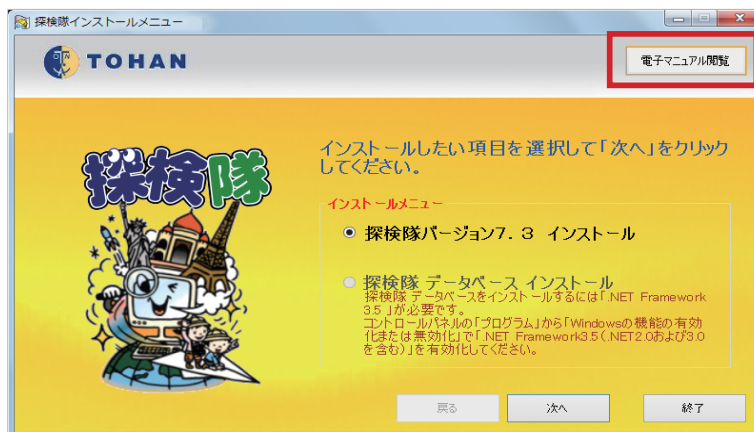 探検隊インストールメニュー
TOHAN
電子マニュアル閲覧
探検隊
インストールしたい項目を選択して「次へ」をクリック
してください。
インストールメニュー
探検隊バージョン7.3 インストール
探検隊 データベース インストール
探検隊 データベースをインストールするには「.NET Framework
3.5 」が必要です。
コントロールパネルの「プログラム」から「Windowsの機能の有効
化または無効化」で「.NET Framework3.5(.NET2.0および3.0
を含む)」を有効化してください。
戻る
次へ
終了